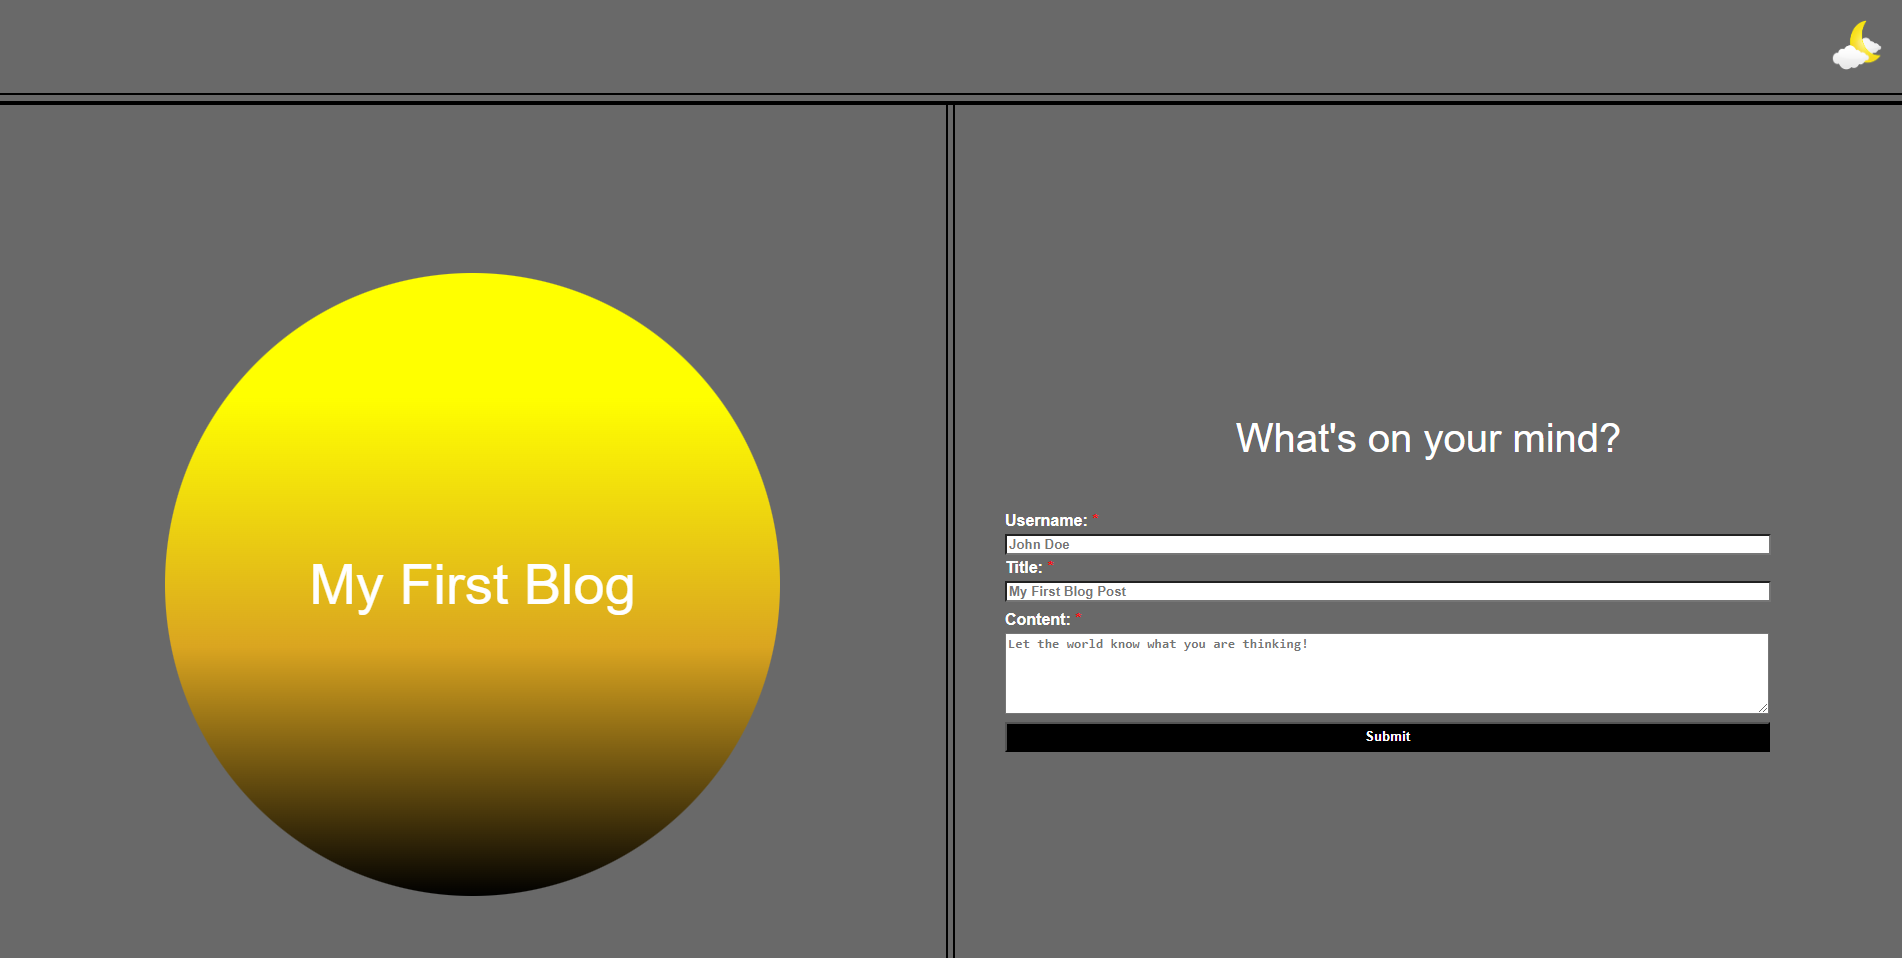 My First Blog
What's on your mind?
Username: *
John Doe
Title: *
My First Blog Post
Content: *
Let the world know what you are thinking!
Submit